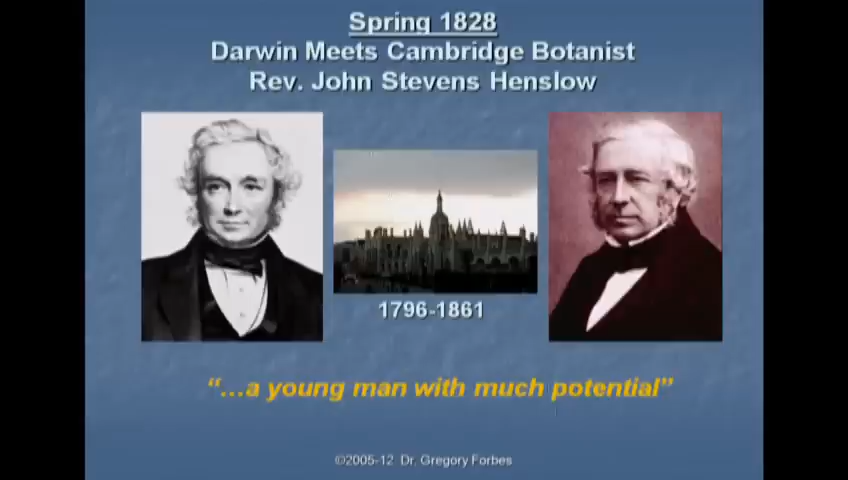 Spring 1828
Darwin Meets Cambridge Botanist
Rev. John Stevens Henslow
1796-1861
“...a young man with much potential”
©2005-12 Dr. Gregory Forbes